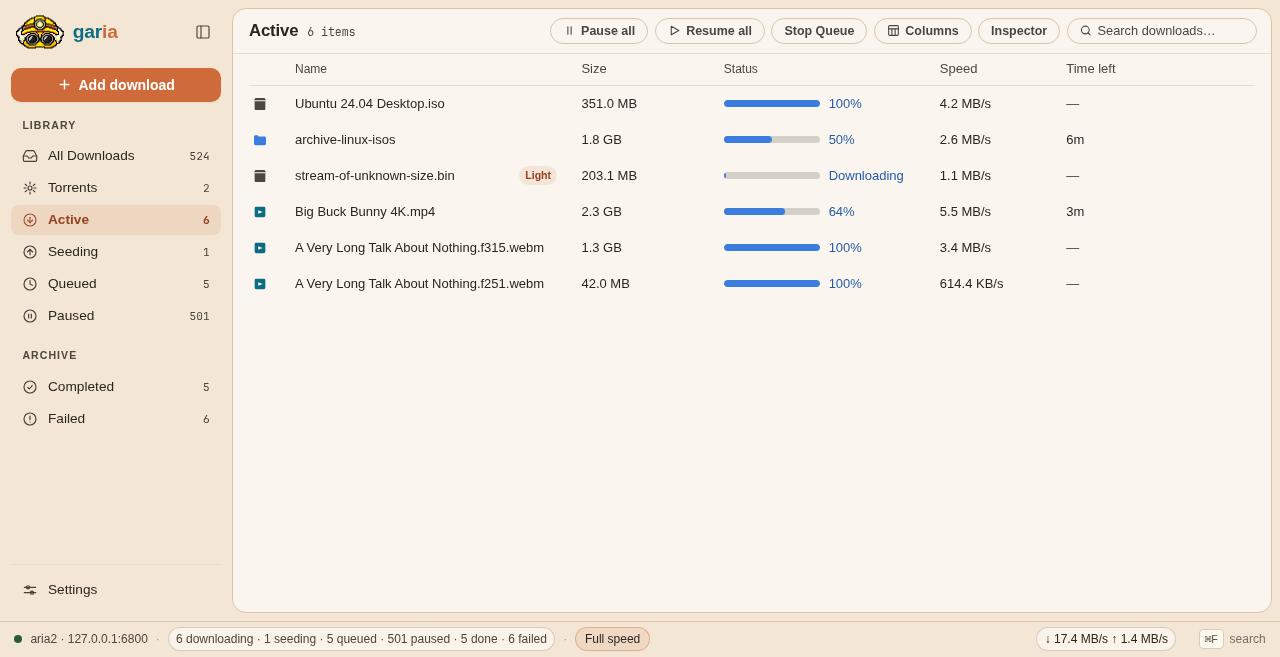 garia
Active 6 items
Pause all
Resume all
Stop Queue
Columns
Inspector
Search downloads…
Add download
LIBRARY
All Downloads 524
Torrents 2
Active 6
Seeding 1
Queued 5
Paused 501
ARCHIVE
Completed 5
Failed 6
Settings
Name Size Status Speed Time left
Ubuntu 24.04 Desktop.iso 351.0 MB 100% 4.2 MB/s —
archive-linux-isos 1.8 GB 50% 2.6 MB/s 6m
stream-of-unknown-size.bin Light 203.1 MB Downloading 1.1 MB/s —
Big Buck Bunny 4K.mp4 2.3 GB 64% 5.5 MB/s 3m
A Very Long Talk About Nothing.f315.webm 1.3 GB 100% 3.4 MB/s —
A Very Long Talk About Nothing.f251.webm 42.0 MB 100% 614.4 KB/s —
aria2 · 127.0.0.1:6800 · 6 downloading · 1 seeding · 5 queued · 501 paused · 5 done · 6 failed · Full speed ↓ 17.4 MB/s ↑ 1.4 MB/s ⌘F search